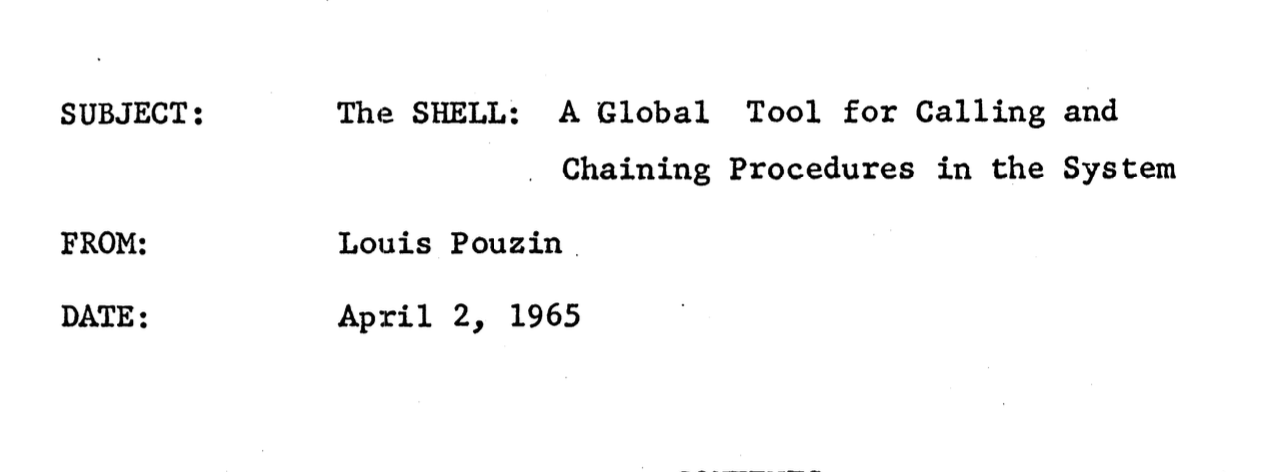 SUBJECT: The SHELL: A Global Tool for Calling and
Chaining Procedures in the System
FROM: Louis Pouzin
DATE: April 2, 1965